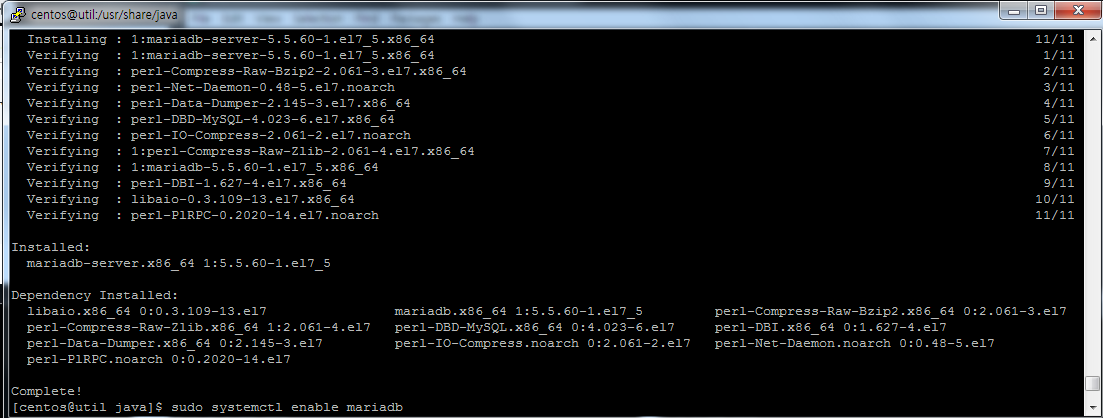 centos@util:/usr/share/java
Installing : 1:mariadb-server-5.5.60-1.el7_5.x86_64 11/11
Verifying : 1:mariadb-server-5.5.60-1.el7_5.x86_64 1/11
Verifying : perl-Compress-Raw-Bzip2-2.061-3.el7.x86_64 2/11
Verifying : perl-Net-Daemon-0.48-5.el7.noarch 3/11
Verifying : perl-Data-Dumper-2.145-3.el7.x86_64 4/11
Verifying : perl-DBD-MySQL-4.023-6.el7.x86_64 5/11
Verifying : perl-IO-Compress-2.061-2.el7.noarch 6/11
Verifying : 1:perl-Compress-Raw-Zlib-2.061-4.el7.x86_64 7/11
Verifying : 1:mariadb-5.5.60-1.el7_5.x86_64 8/11
Verifying : perl-DBI-1.627-4.el7.x86_64 9/11
Verifying : libaio-0.3.109-13.el7.x86_64 10/11
Verifying : perl-PlRPC-0.2020-14.el7.noarch 11/11
Installed:
mariadb-server.x86_64 1:5.5.60-1.el7_5
Dependency Installed:
libaio.x86_64 0:0.3.109-13.el7 mariadb.x86_64 1:5.5.60-1.el7_5 perl-Compress-Raw-Bzip2.x86_64 0:2.061-3.el7
perl-Compress-Raw-Zlib.x86_64 1:2.061-4.el7 perl-DBD-MySQL.x86_64 0:4.023-6.el7 perl-DBI.x86_64 0:1.627-4.el7
perl-Data-Dumper.x86_64 0:2.145-3.el7 perl-IO-Compress.noarch 0:2.061-2.el7 perl-Net-Daemon.noarch 0:0.48-5.el7
perl-PlRPC.noarch 0:0.2020-14.el7
Complete!
[centos@util java]$ sudo systemctl enable mariadb